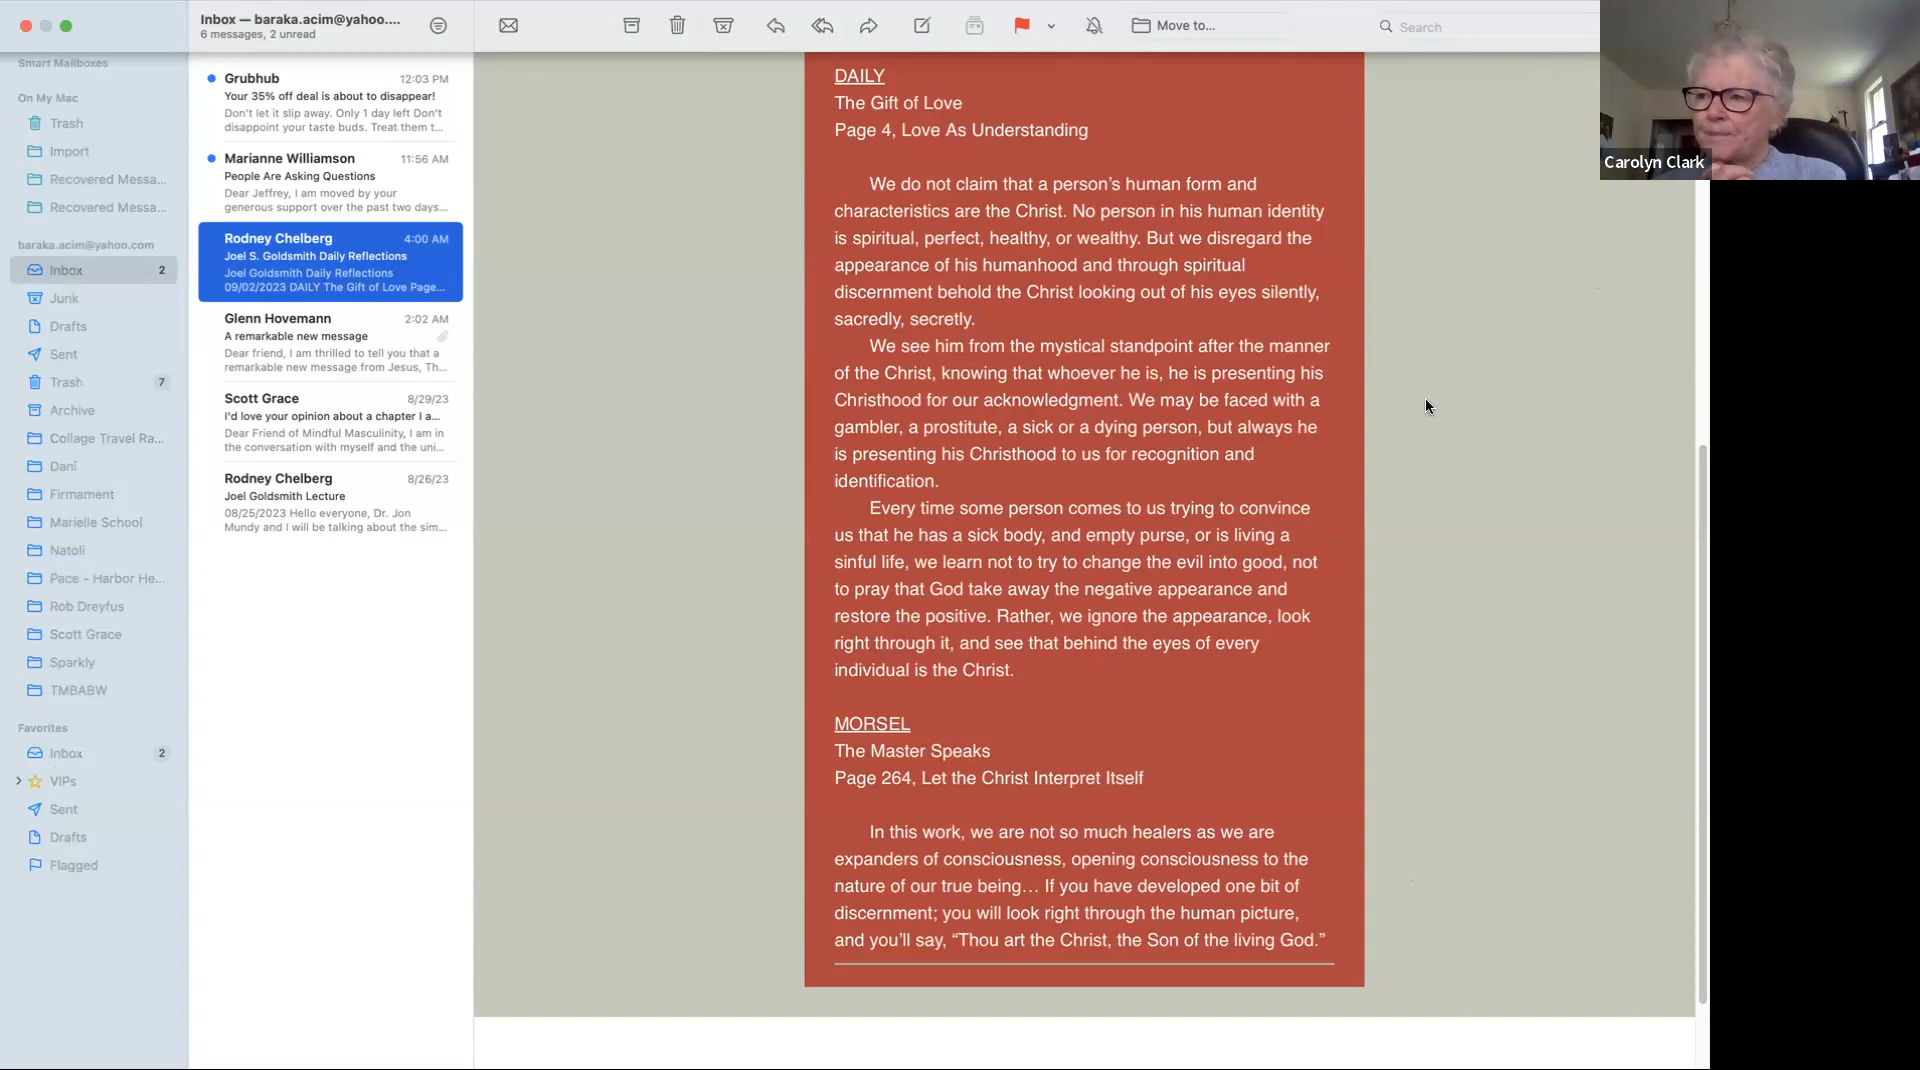 Inbox — baraka.acim@yahoo....
6 messages, 2 unread
Move to...
Search
Carolyn Clark
Smart Mailboxes
On My Mac
Trash
Import
Recovered Messa...
Recovered Messa...
baraka.acim@yahoo.com
Inbox 2
Junk
Drafts
Sent
Trash 7
Archive
Collage Travel Ra...
Dani
Firmament
Marielle School
Natoli
Pace - Harbor He...
Rob Dreyfus
Scott Grace
Sparkly
TMBABW
Favorites
Inbox 2
VIPs
Sent
Drafts
Flagged
Grubhub 12:03 PM
Your 35% off deal is about to disappear!
Don't let it slip away. Only 1 day left Don't
disappoint your taste buds. Treat them t...
Marianne Williamson 11:56 AM
People Are Asking Questions
Dear Jeffrey, I am moved by your
generous support over the past two days...
Rodney Chelberg 4:00 AM
Joel S. Goldsmith Daily Reflections
Joel Goldsmith Daily Reflections
09/02/2023 DAILY The Gift of Love Page...
Glenn Hovemann 2:02 AM
A remarkable new message
Dear friend, I am thrilled to tell you that a
remarkable new message from Jesus, Th...
Scott Grace 8/29/23
I'd love your opinion about a chapter I a...
Dear Friend of Mindful Masculinity, I am in
the conversation with myself and the uni...
Rodney Chelberg 8/26/23
Joel Goldsmith Lecture
08/25/2023 Hello everyone, Dr. Jon
Mundy and I will be talking about the sim...
DAILY
The Gift of Love
Page 4, Love As Understanding
We do not claim that a person’s human form and
characteristics are the Christ. No person in his human identity
is spiritual, perfect, healthy, or wealthy. But we disregard the
appearance of his humanhood and through spiritual
discernment behold the Christ looking out of his eyes silently,
sacredly, secretly.
We see him from the mystical standpoint after the manner
of the Christ, knowing that whoever he is, he is presenting his
Christhood for our acknowledgment. We may be faced with a
gambler, a prostitute, a sick or a dying person, but always he
is presenting his Christhood to us for recognition and
identification.
Every time some person comes to us trying to convince
us that he has a sick body, and empty purse, or is living a
sinful life, we learn not to try to change the evil into good, not
to pray that God take away the negative appearance and
restore the positive. Rather, we ignore the appearance, look
right through it, and see that behind the eyes of every
individual is the Christ.
MORSEL
The Master Speaks
Page 264, Let the Christ Interpret Itself
In this work, we are not so much healers as we are
expanders of consciousness, opening consciousness to the
nature of our true being… If you have developed one bit of
discernment; you will look right through the human picture,
and you’ll say, “Thou art the Christ, the Son of the living God.”